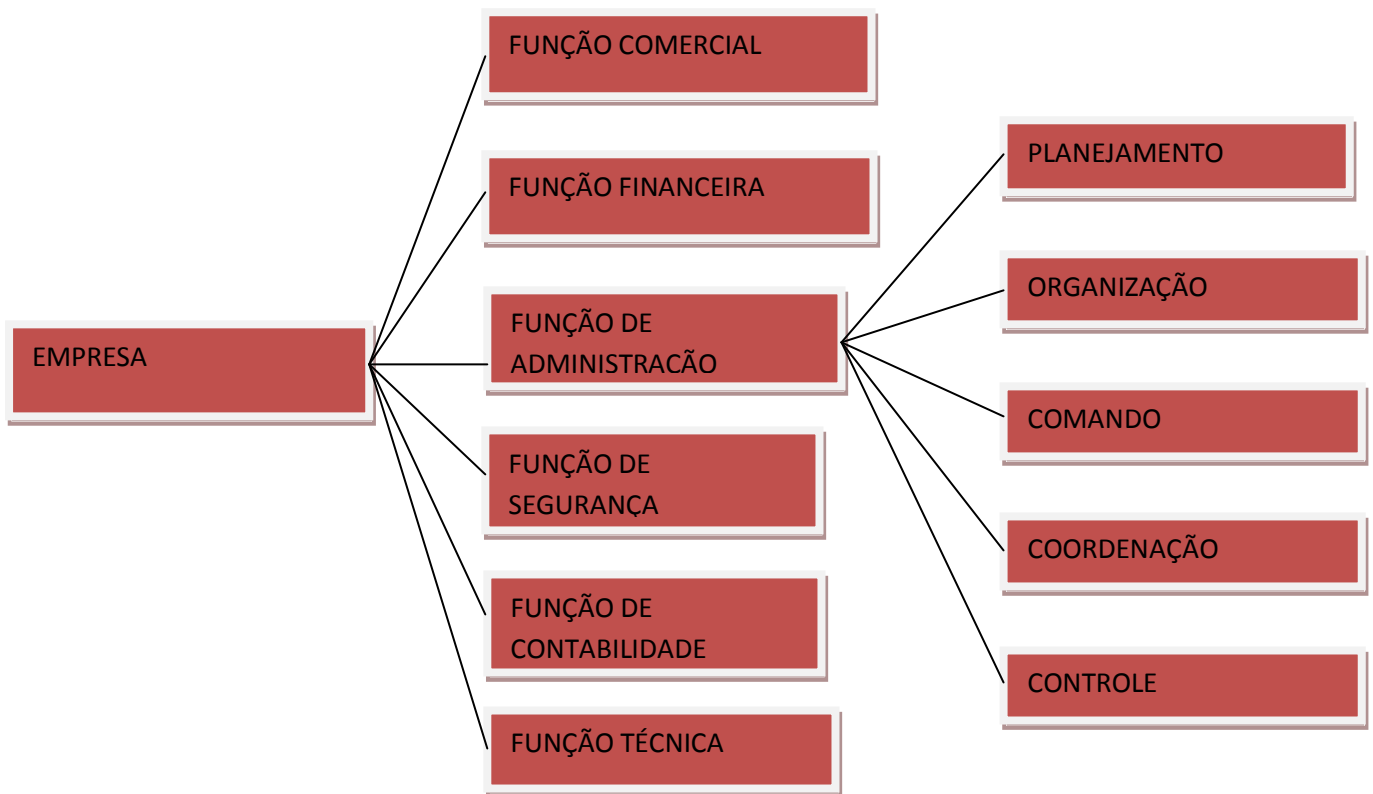 EMPRESA
FUNÇÃO COMERCIAL
FUNÇÃO FINANCEIRA
FUNÇÃO DE
ADMINISTRACÃO
FUNÇÃO DE
SEGURANÇA
FUNÇÃO DE
CONTABILIDADE
FUNÇÃO TÉCNICA
PLANEJAMENTO
ORGANIZAÇÃO
COMANDO
COORDENAÇÃO
CONTROLE